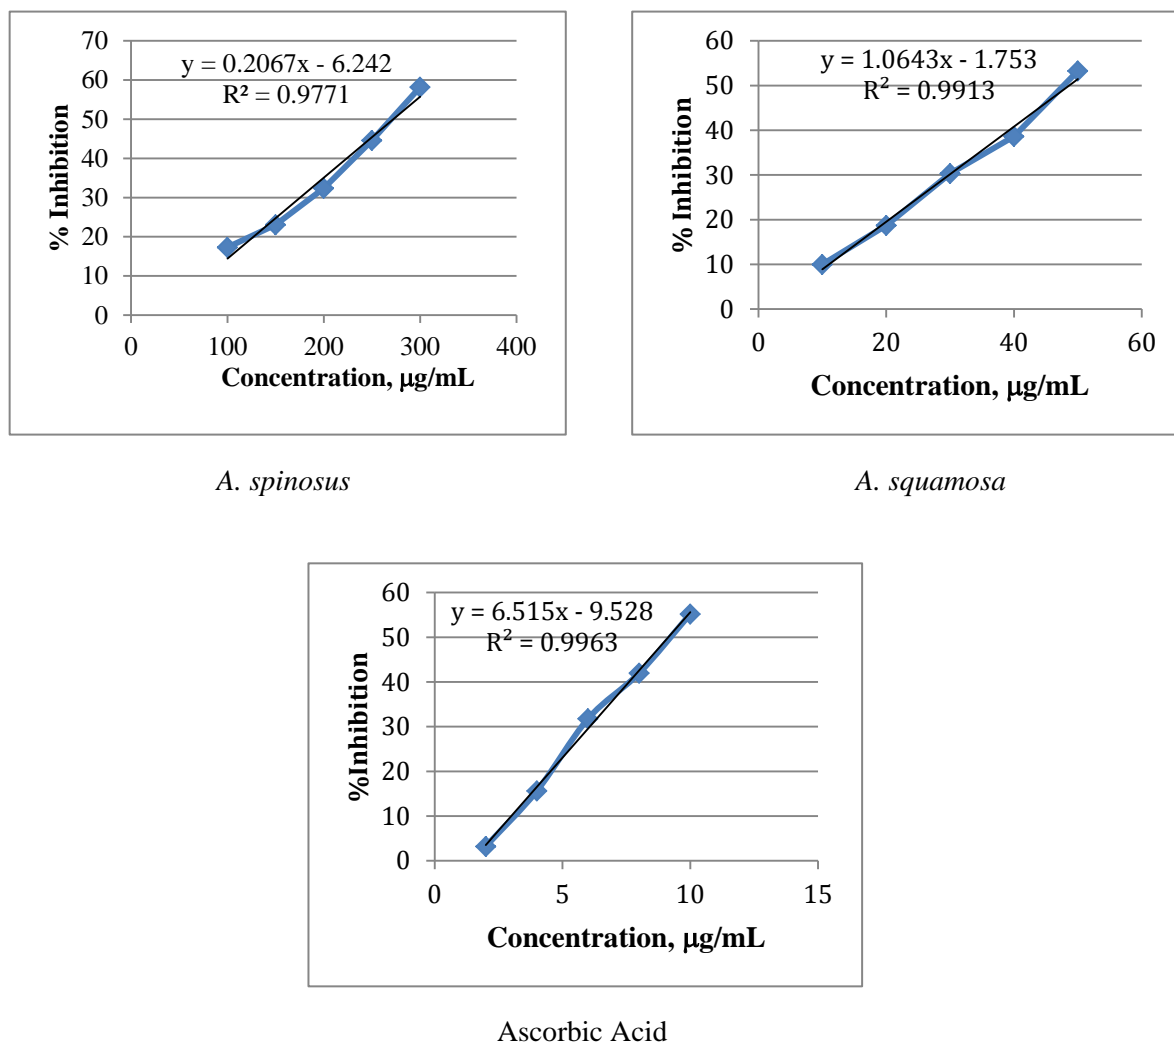 70
60
50
40
30
20
10
0
% Inhibition
y = 0.2067x - 6.242
R² = 0.9771
0 100 200 300 400
Concentration, µg/mL
A. spinosus
60
50
40
30
20
10
0
% Inhibition
y = 1.0643x - 1.753
R² = 0.9913
0 20 40 60
Concentration, µg/mL
A. squamosa
60
50
40
30
20
10
0
%Inhibition
y = 6.515x - 9.528
R² = 0.9963
0 5 10 15
Concentration, µg/mL
Ascorbic Acid